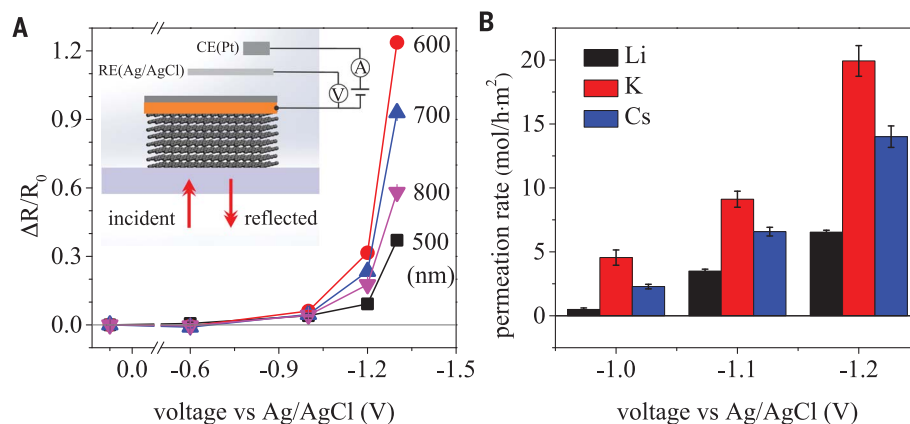 A
ΔR/R₀
1.2
0.9
0.6
0.3
0.0
0.0
-0.6
-0.9
-1.2
-1.5
voltage vs Ag/AgCl (V)
CE(Pt)
RE(Ag/AgCl)
A
V
incident
reflected
600
700
800
500
(nm)
B
permeation rate (mol/h·m²)
20
15
10
5
0
-1.0
-1.1
-1.2
voltage vs Ag/AgCl (V)
Li
K
Cs